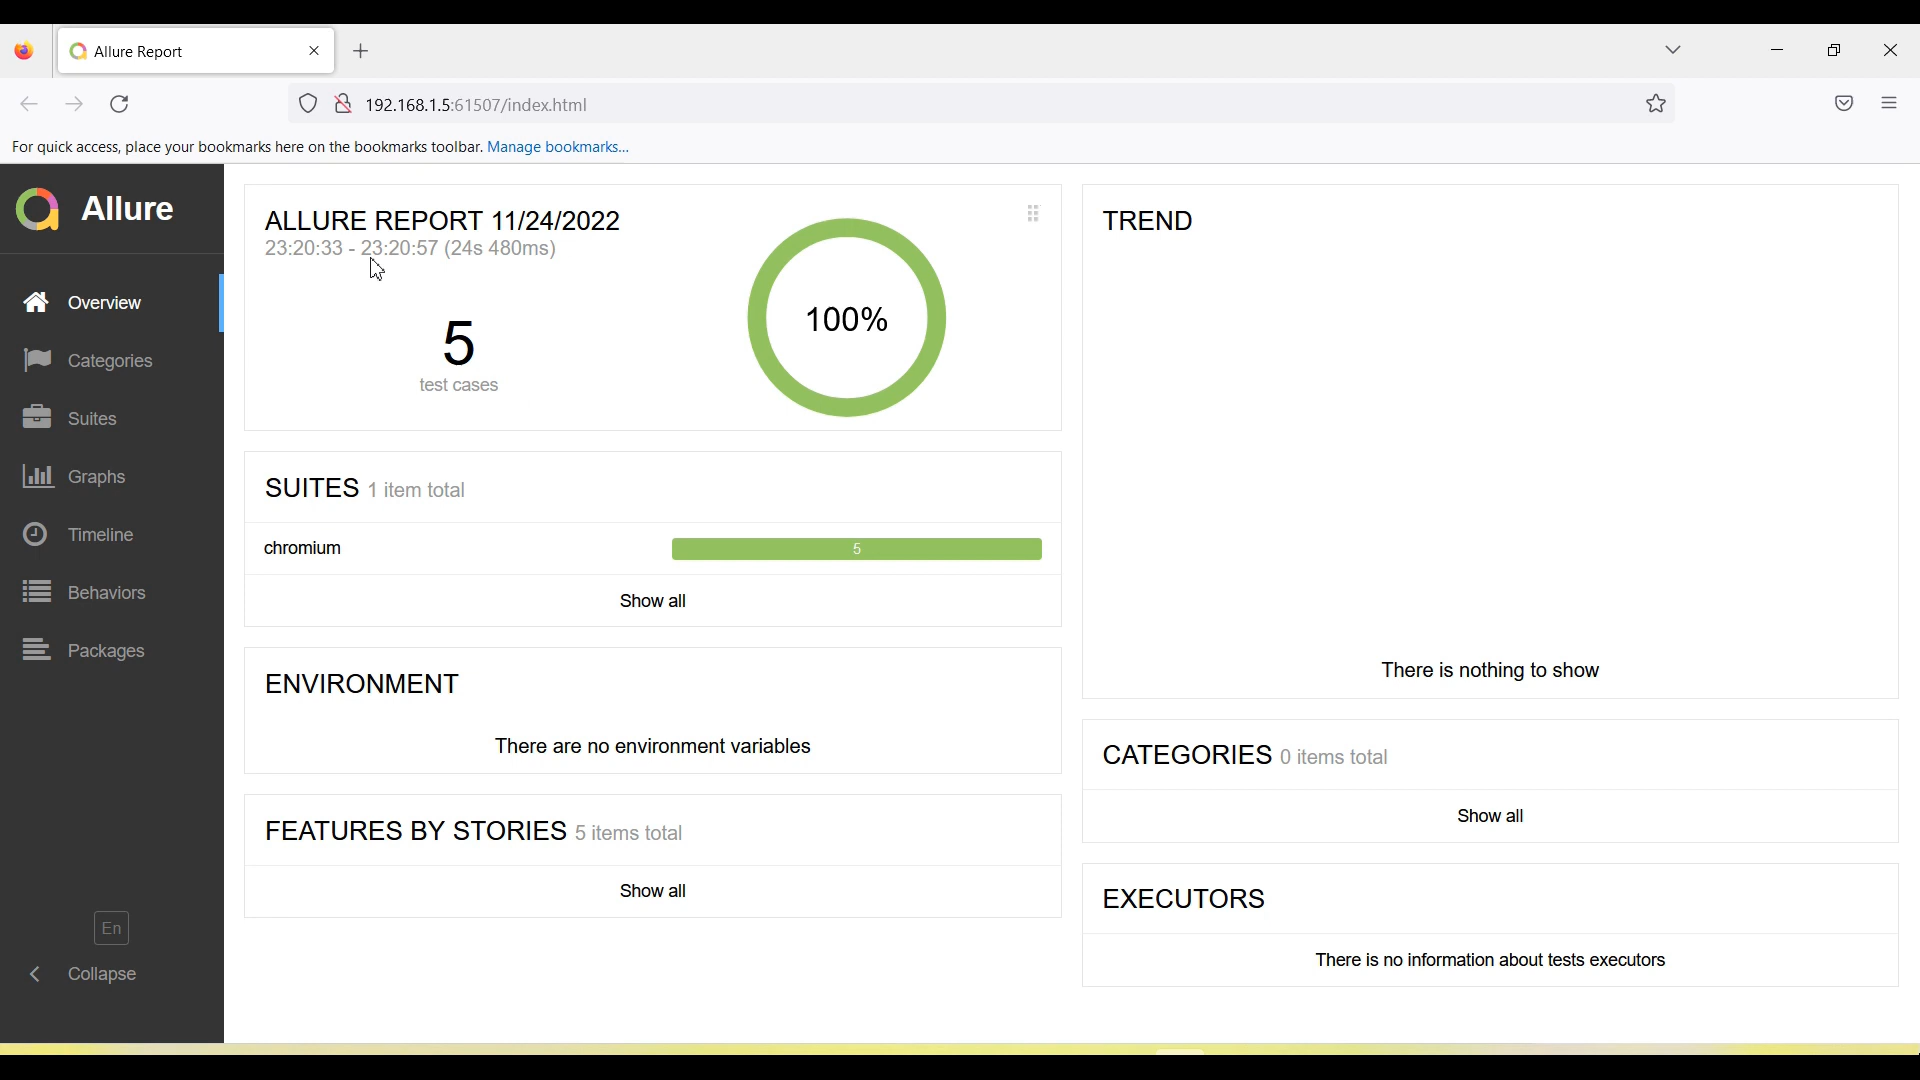 Allure Report
192.168.1.5:61507/index.html
For quick access, place your bookmarks here on the bookmarks toolbar. Manage bookmarks...
Allure
Overview
Categories
Suites
Graphs
Timeline
Behaviors
Packages
En
Collapse
ALLURE REPORT 11/24/2022
23:20:33 - 23:20:57 (24s 480ms)
5
test cases
100%
SUITES 1 item total
chromium 5
Show all
ENVIRONMENT
There are no environment variables
FEATURES BY STORIES 5 items total
Show all
TREND
There is nothing to show
CATEGORIES 0 items total
Show all
EXECUTORS
There is no information about tests executors